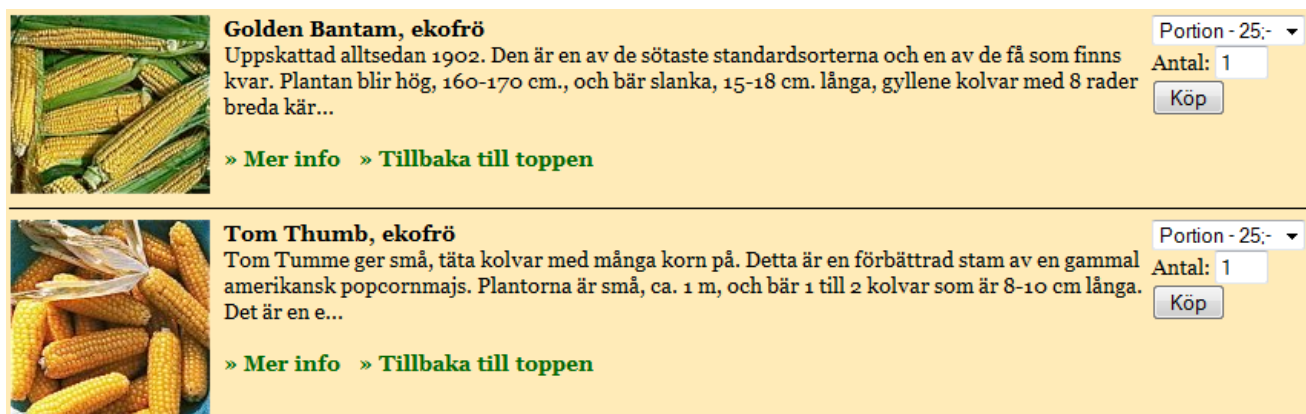 Golden Bantam, ekofrö
Uppskattad alltsedan 1902. Den är en av de sötaste standardsorterna och en av de få som finns
kvar. Plantan blir hög, 160-170 cm., och bär slanka, 15-18 cm. långa, gyllene kolvar med 8 rader
breda kär...
» Mer info » Tillbaka till toppen
Portion - 25;-
Antal: 1
Köp
Tom Thumb, ekofrö
Tom Tumme ger små, täta kolvar med många korn på. Detta är en förbättrad stam av en gammal
amerikansk popcornmajs. Plantorna är små, ca. 1 m, och bär 1 till 2 kolvar som är 8-10 cm långa.
Det är en e...
» Mer info » Tillbaka till toppen
Portion - 25;-
Antal: 1
Köp